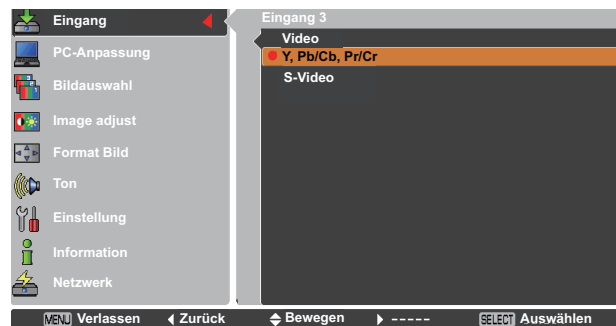 Eingang
PC-Anpassung
Bildauswahl
Image adjust
Format Bild
Ton
Einstellung
Information
Netzwerk
Eingang 3
Video
Y, Pb/Cb, Pr/Cr
S-Video
MENU Verlassen Zurück Bewegen ----- SELECT Auswählen